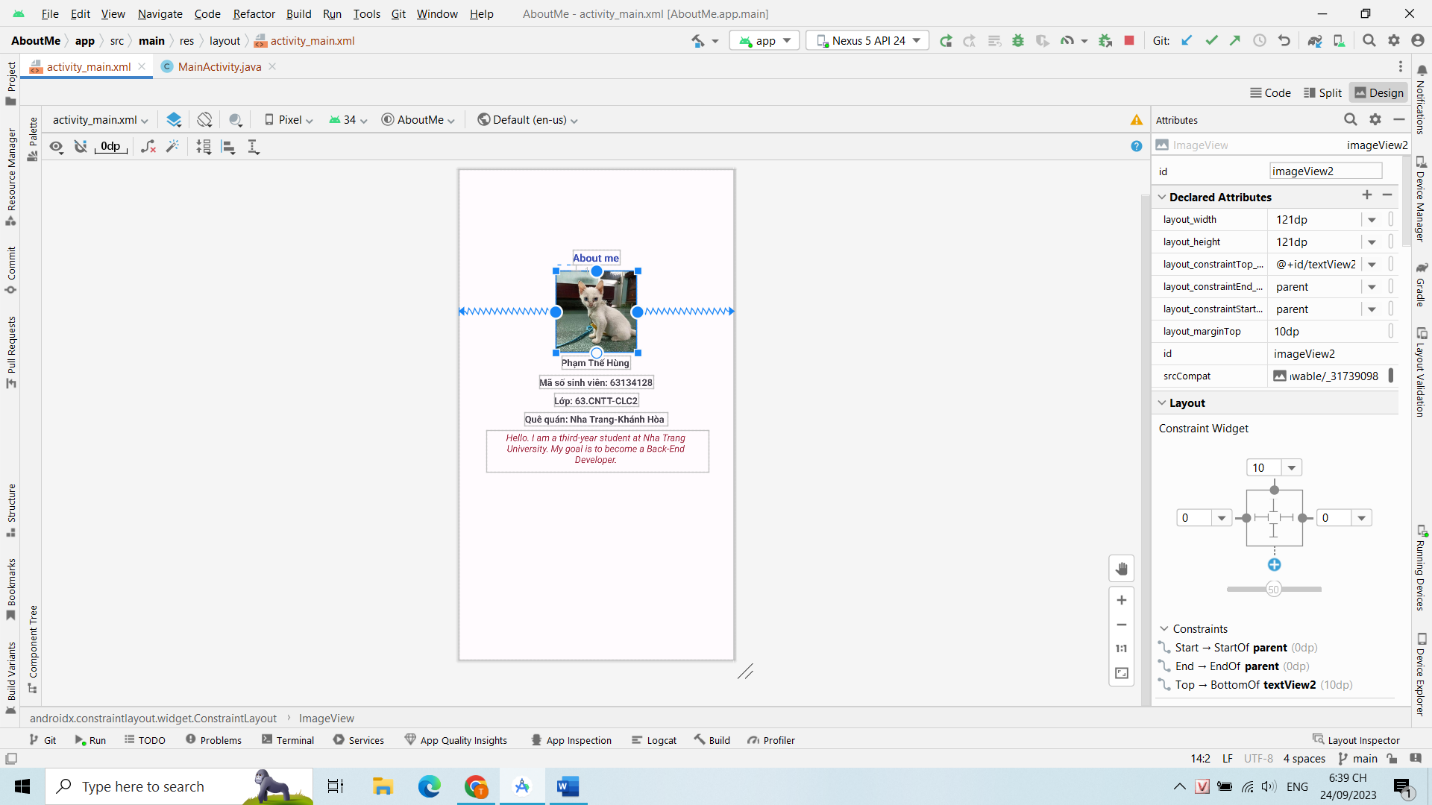 File Edit View Navigate Code Refactor Build Run Tools Git Window Help AboutMe - activity_main.xml [AboutMe.app.main]
AboutMe app src main res layout activity_main.xml
app Nexus 5 API 24 Git:
activity_main.xml MainActivity.java
Code Split Design
activity_main.xml Pixel 34 AboutMe Default (en-us)
0dp
Project
Resource Manager
Commit
Pull Requests
Structure
Bookmarks
Build Variants
Palette
Component Tree
About me
Phạm Thế Hùng
Mã số sinh viên: 63134128
Lớp: 63.CNTT-CLC2
Quê quán: Nha Trang-Khánh Hòa
Hello. I am a third-year student at Nha Trang
University. My goal is to become a Back-End
Developer.
1:1
Attributes
ImageView imageView2
id imageView2
Declared Attributes
layout_width 121dp
layout_height 121dp
layout_constraintTop_... @+id/textView2
layout_constraintEnd_... parent
layout_constraintStart... parent
layout_marginTop 10dp
id imageView2
srcCompat wable/_31739098
Layout
Constraint Widget
10
0 0
50
Constraints
Start → StartOf parent (0dp)
End → EndOf parent (0dp)
Top → BottomOf textView2 (10dp)
Notifications
Device Manager
Gradle
Layout Validation
Running Devices
Device Explorer
androidx.constraintlayout.widget.ConstraintLayout ImageView
Git Run TODO Problems Terminal Services App Quality Insights App Inspection Logcat Build Profiler Layout Inspector
14:2 LF UTF-8 4 spaces main
Type here to search ENG 6:39 CH
24/09/2023 1